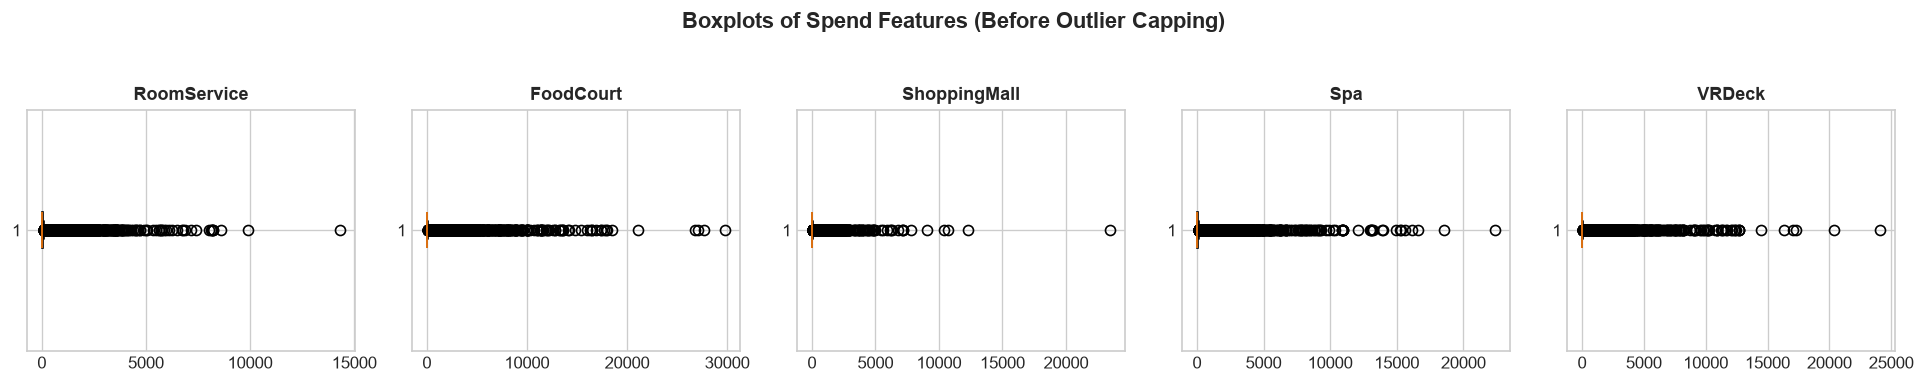 Boxplots of Spend Features (Before Outlier Capping)
RoomService
1
0 5000 10000 15000
FoodCourt
1
0 10000 20000 30000
ShoppingMall
1
0 5000 10000 15000 20000
Spa
1
0 5000 10000 15000 20000
VRDeck
1
0 5000 10000 15000 20000 25000